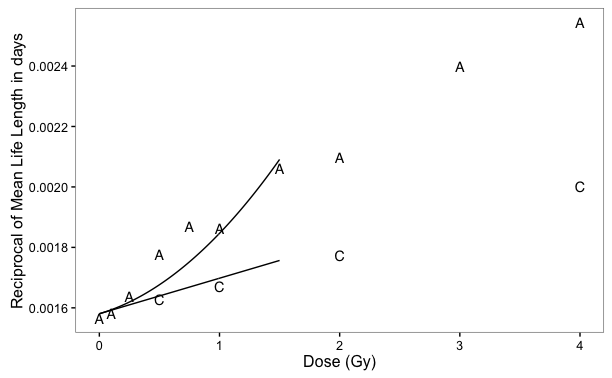 Reciprocal of Mean Life Length in days
0.0024
0.0022
0.0020
0.0018
0.0016
A
A
A
A
C
A
A
A
C
C
A
C
A
A
0 1 2 3 4
Dose (Gy)